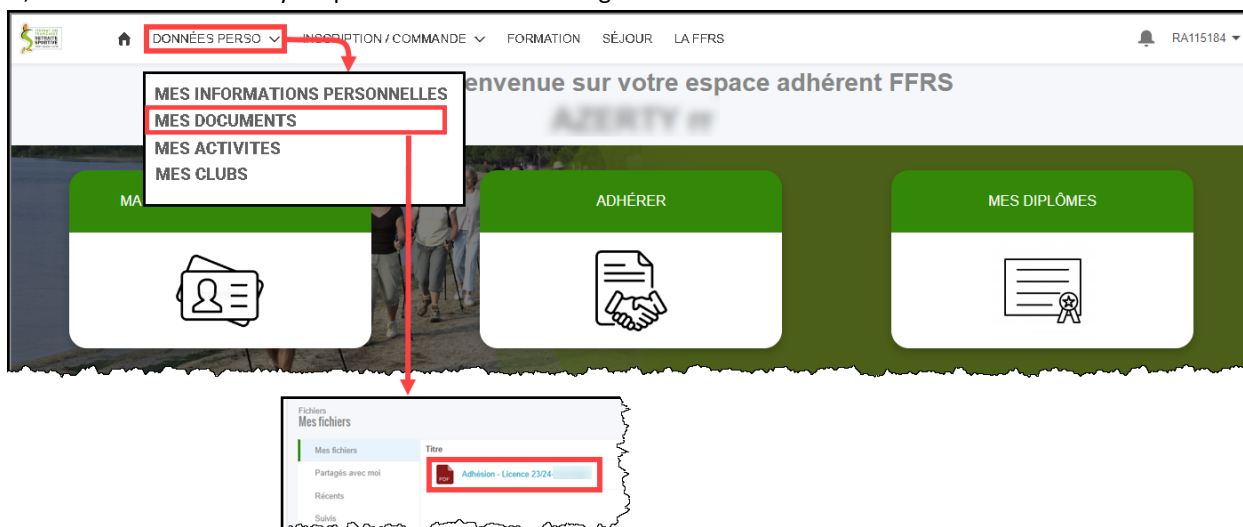 DONNÉES PERSO INSCRIPTION / COMMANDE FORMATION SÉJOUR LA FFRS RA115184
envenue sur votre espace adhérent FFRS
MES INFORMATIONS PERSONNELLES
MES DOCUMENTS
MES ACTIVITES
MES CLUBS
MA ADHÉRER MES DIPLÔMES
Fichiers
Mes fichiers
Mes fichiers Titre
Partagés avec moi PDF Adhésion - Licence 23/24-
Récents
Suivis